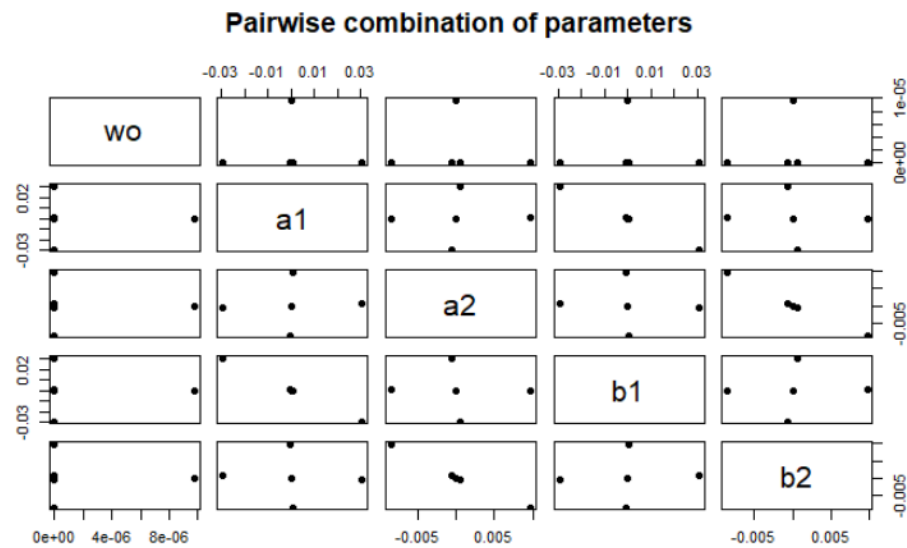 Pairwise combination of parameters
-0.03 -0.01 0.01 0.03 -0.03 -0.01 0.01 0.03
wo
0e+00 1e-05
-0.03 0.02
a1
a2
-0.005
-0.03 0.02
b1
b2
-0.005
0e+00 4e-06 8e-06 -0.005 0.005 -0.005 0.005